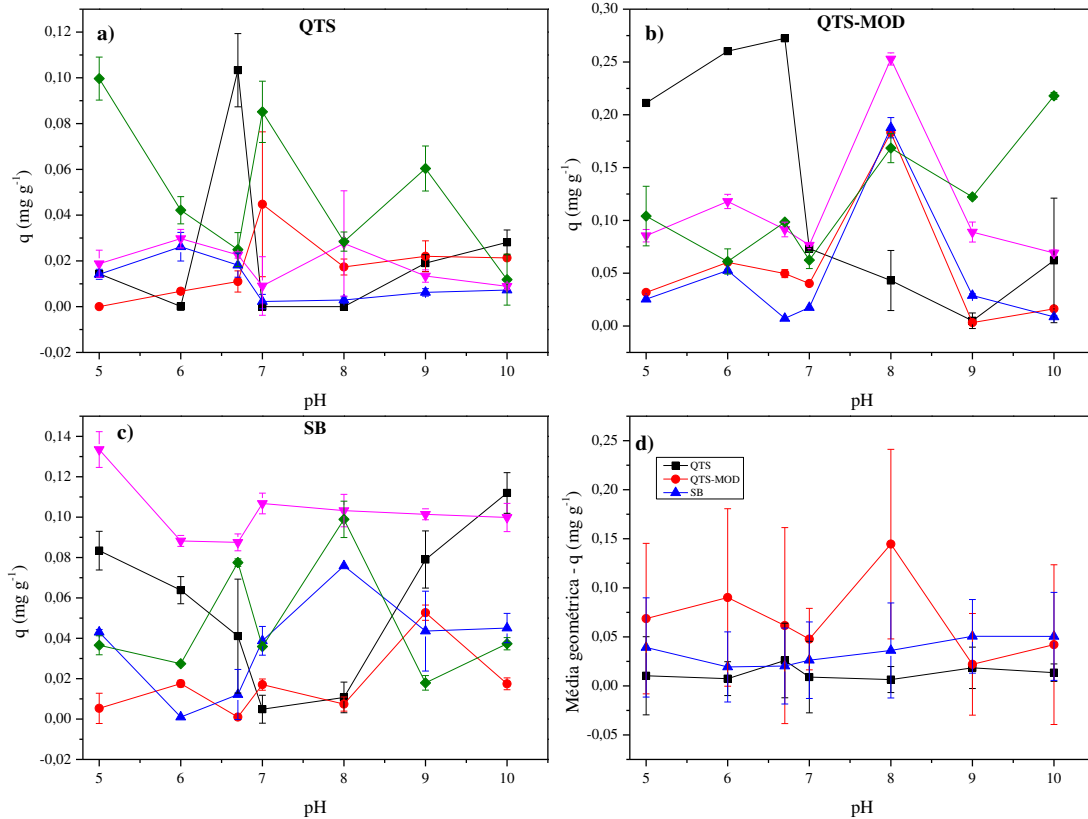 a)
QTS
0,12
0,10
0,08
0,06
0,04
0,02
0,00
-0,02
q (mg g⁻¹)
5 6 7 8 9 10
pH
b)
QTS-MOD
0,30
0,25
0,20
0,15
0,10
0,05
0,00
q (mg g⁻¹)
5 6 7 8 9 10
pH
c)
SB
0,14
0,12
0,10
0,08
0,06
0,04
0,02
0,00
-0,02
q (mg g⁻¹)
5 6 7 8 9 10
pH
d)
QTS
QTS-MOD
SB
0,25
0,20
0,15
0,10
0,05
0,00
-0,05
Média geométrica - q (mg g⁻¹)
5 6 7 8 9 10
pH